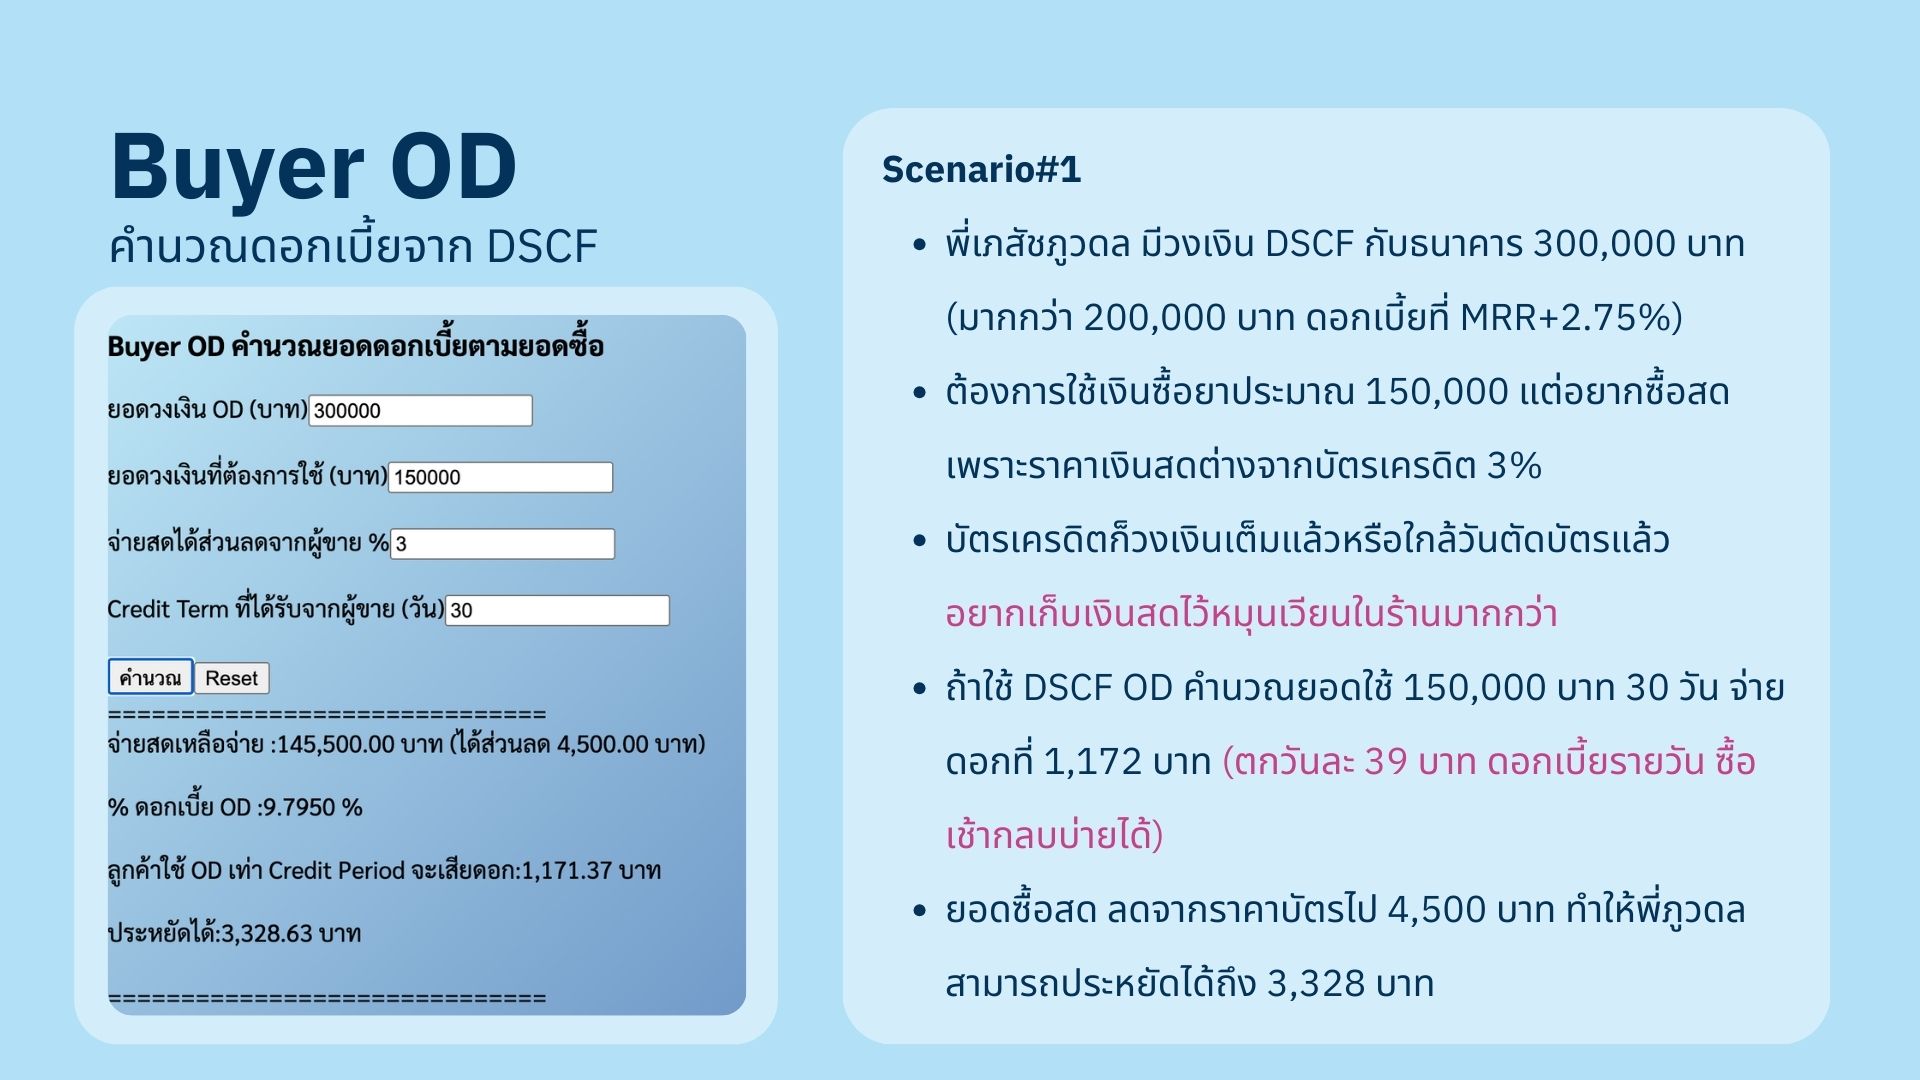 Buyer OD
คำนวณดอกเบี้ยจาก DSCF
Buyer OD คำนวณยอดดอกเบี้ยตามยอดซื้อ
ยอดวงเงิน OD (บาท) 300000
ยอดวงเงินที่ต้องการใช้ (บาท) 150000
จ่ายสดได้ส่วนลดจากผู้ขาย % 3
Credit Term ที่ได้รับจากผู้ขาย (วัน) 30
คำนวณ Reset
==============================
จ่ายสดเหลือจ่าย :145,500.00 บาท (ได้ส่วนลด 4,500.00 บาท)
% ดอกเบี้ย OD :9.7950 %
ลูกค้าใช้ OD เท่า Credit Period จะเสียดอก:1,171.37 บาท
ประหยัดได้:3,328.63 บาท
==============================
Scenario#1
• พี่เภสัชภูวดล มีวงเงิน DSCF กับธนาคาร 300,000 บาท
(มากกว่า 200,000 บาท ดอกเบี้ยที่ MRR+2.75%)
• ต้องการใช้เงินซื้อยาประมาณ 150,000 แต่อยากซื้อสด
เพราะราคาเงินสดต่างจากบัตรเครดิต 3%
• บัตรเครดิตก็วงเงินเต็มแล้วหรือใกล้วันตัดบัตรแล้ว
อยากเก็บเงินสดไว้หมุนเวียนในร้านมากกว่า
• ถ้าใช้ DSCF OD คำนวณยอดใช้ 150,000 บาท 30 วัน จ่าย
ดอกที่ 1,172 บาท (ตกวันละ 39 บาท ดอกเบี้ยรายวัน ซื้อ
เช้ากลบบ่ายได้)
• ยอดซื้อสด ลดจากราคาบัตรไป 4,500 บาท ทำให้พี่ภูวดล
สามารถประหยัดได้ถึง 3,328 บาท